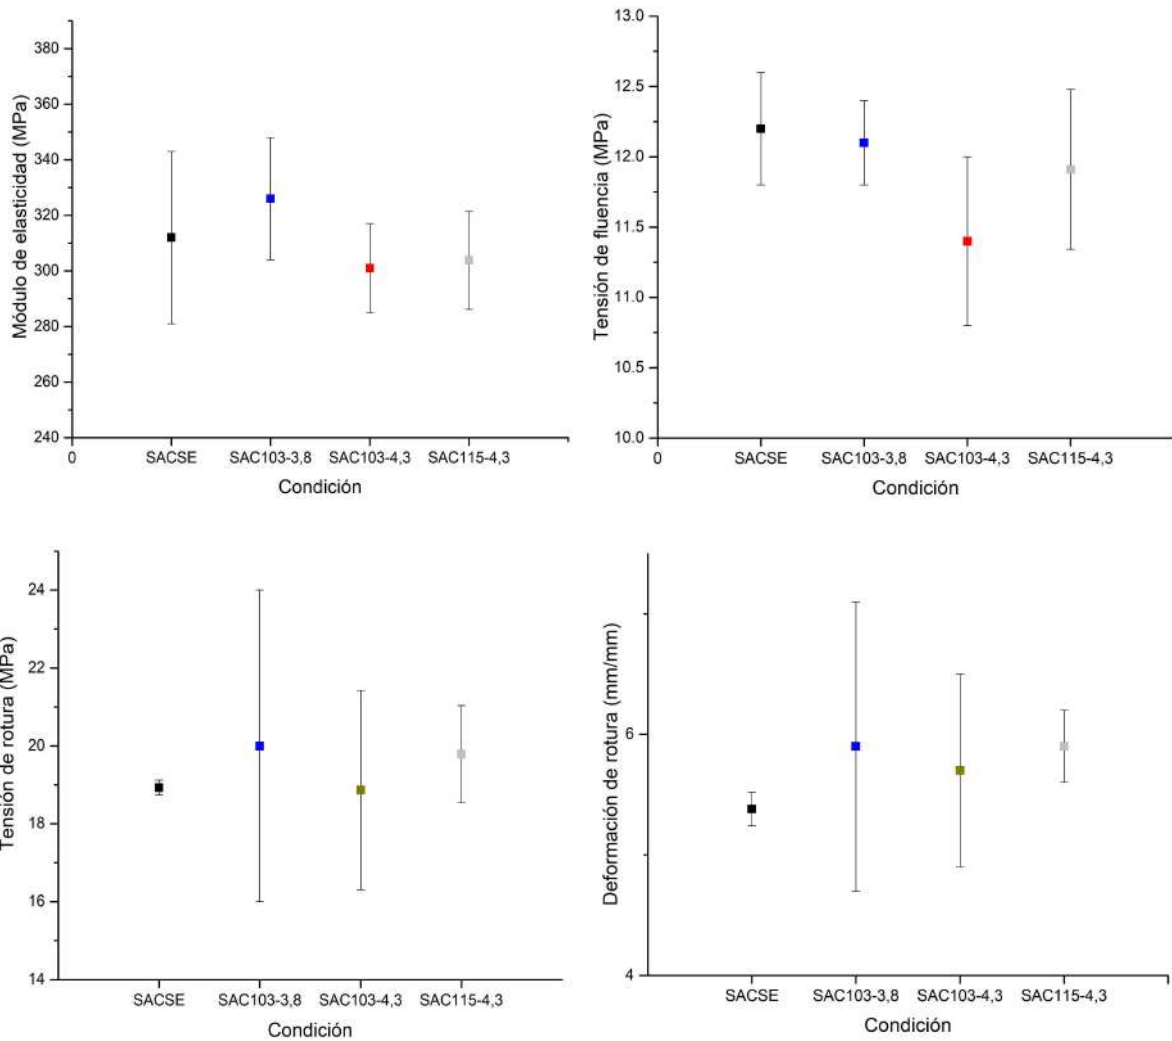 Módulo de elasticidad (MPa)
380
360
340
320
300
280
260
240
0
SACSE SAC103-3,8 SAC103-4,3 SAC115-4,3
Condición
Tensión de fluencia (MPa)
13.0
12.5
12.0
11.5
11.0
10.5
10.0
0
SACSE SAC103-3,8 SAC103-4,3 SAC115-4,3
Condición
Tensión de rotura (MPa)
24
22
20
18
16
14
SACSE SAC103-3,8 SAC103-4,3 SAC115-4,3
Condición
Deformación de rotura (mm/mm)
6
4
SACSE SAC103-3,8 SAC103-4,3 SAC115-4,3
Condición